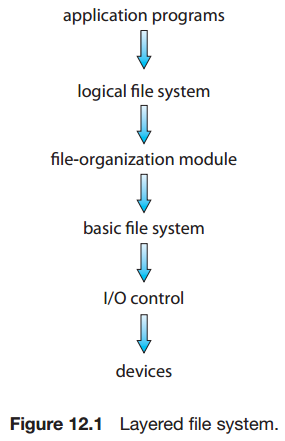 application programs
logical file system
file-organization module
basic file system
I/O control
devices
Figure 12.1 Layered file system.